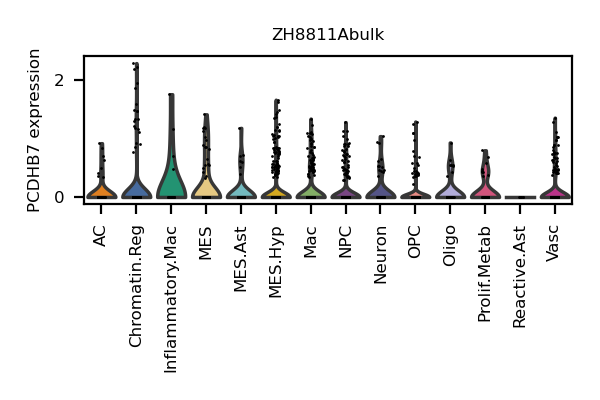 ZH8811Abulk
PCDHB7 expression
2
0
AC
Chromatin.Reg
Inflammatory.Mac
MES
MES.Ast
MES.Hyp
Mac
NPC
Neuron
OPC
Oligo
Prolif.Metab
Reactive.Ast
Vasc